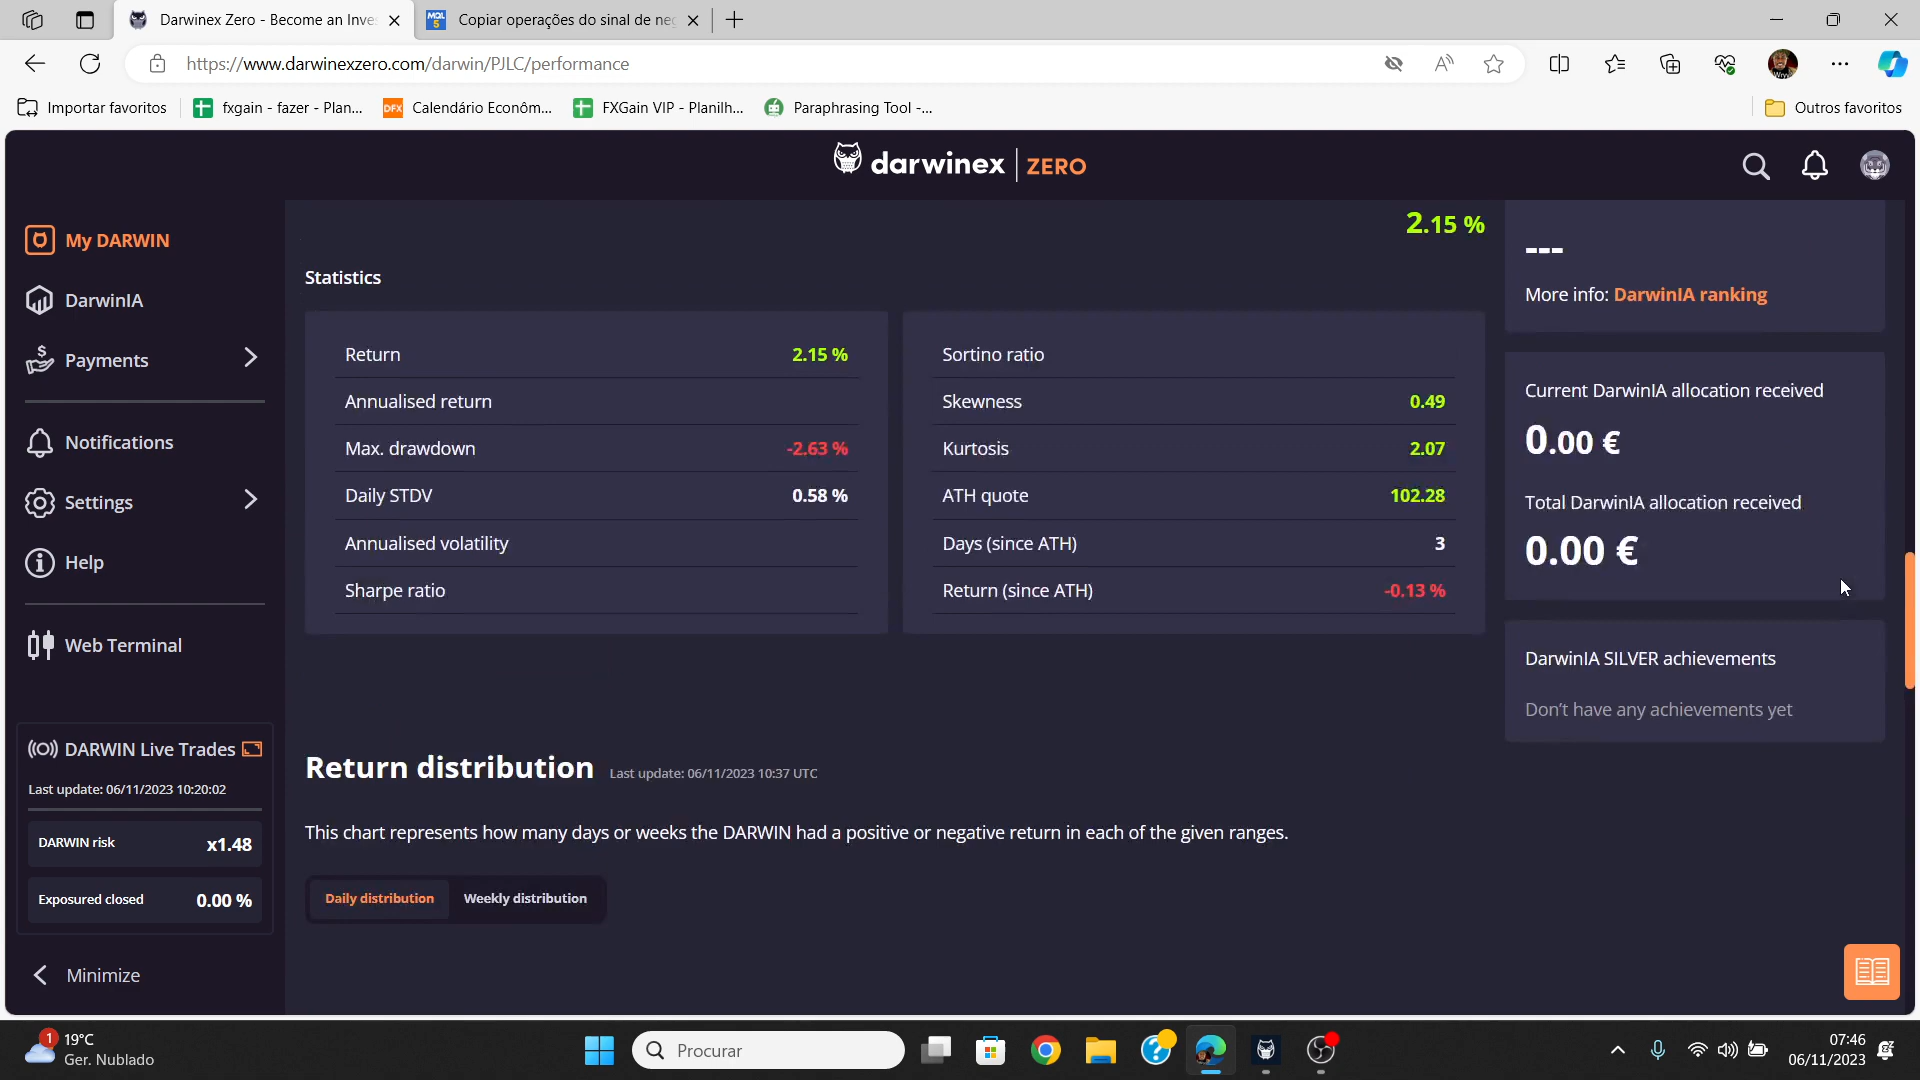 Darwinex Zero - Become an Inve
Copiar operações do sinal de neg
https://www.darwinexzero.com/darwin/PJLC/performance
Importar favoritos
fxgain - fazer - Plan...
Calendário Econôm...
FXGain VIP - Planilh...
Paraphrasing Tool -...
Outros favoritos
darwinex ZERO
My DARWIN
DarwinIA
Payments
Notifications
Settings
Help
Web Terminal
DARWIN Live Trades
Last update: 06/11/2023 10:20:02
DARWIN risk x1.48
Exposured closed 0.00 %
Minimize
2.15 %
Statistics
Return 2.15 %
Annualised return
Max. drawdown -2.63 %
Daily STDV 0.58 %
Annualised volatility
Sharpe ratio
Sortino ratio
Skewness 0.49
Kurtosis 2.07
ATH quote 102.28
Days (since ATH) 3
Return (since ATH) -0.13 %
---
More info: DarwinIA ranking
Current DarwinIA allocation received
0.00 €
Total DarwinIA allocation received
0.00 €
DarwinIA SILVER achievements
Don't have any achievements yet
Return distribution Last update: 06/11/2023 10:37 UTC
This chart represents how many days or weeks the DARWIN had a positive or negative return in each of the given ranges.
Daily distribution Weekly distribution
1
19°C
Ger. Nublado
Procurar
07:46
06/11/2023